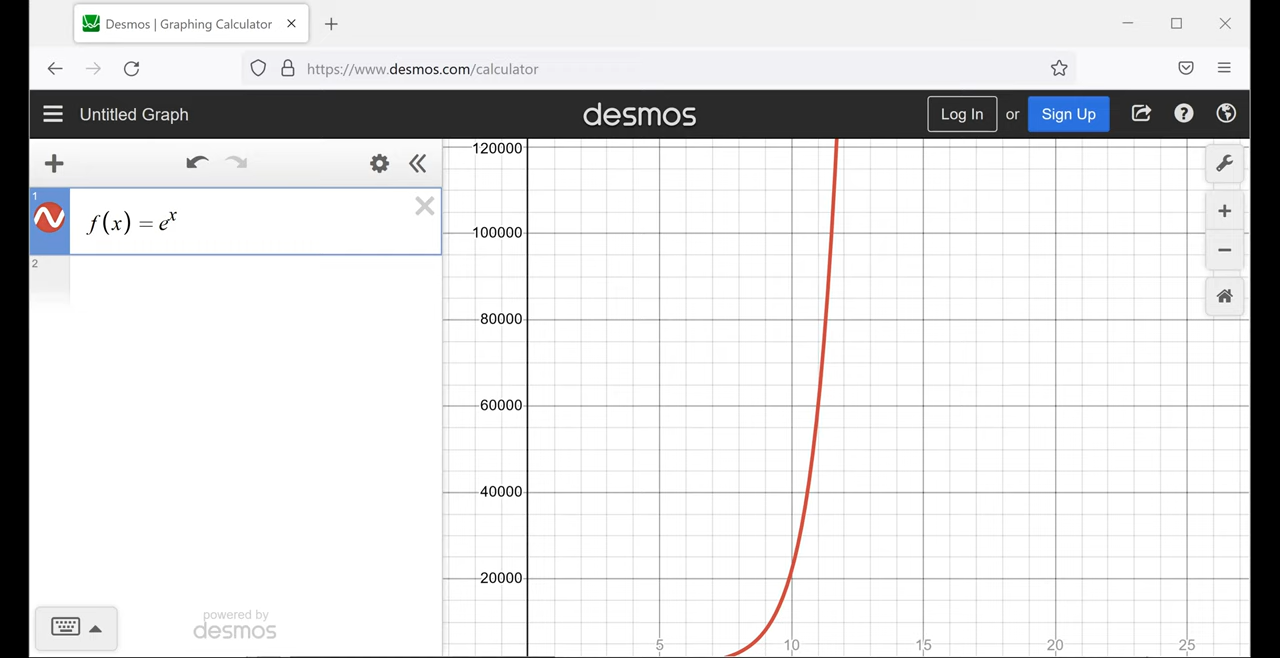 Desmos | Graphing Calculator
https://www.desmos.com/calculator
Untitled Graph
desmos
Log In or Sign Up
1
f(x) = e^x
2
120000
100000
80000
60000
40000
20000
5 10 15 20 25
powered by
desmos